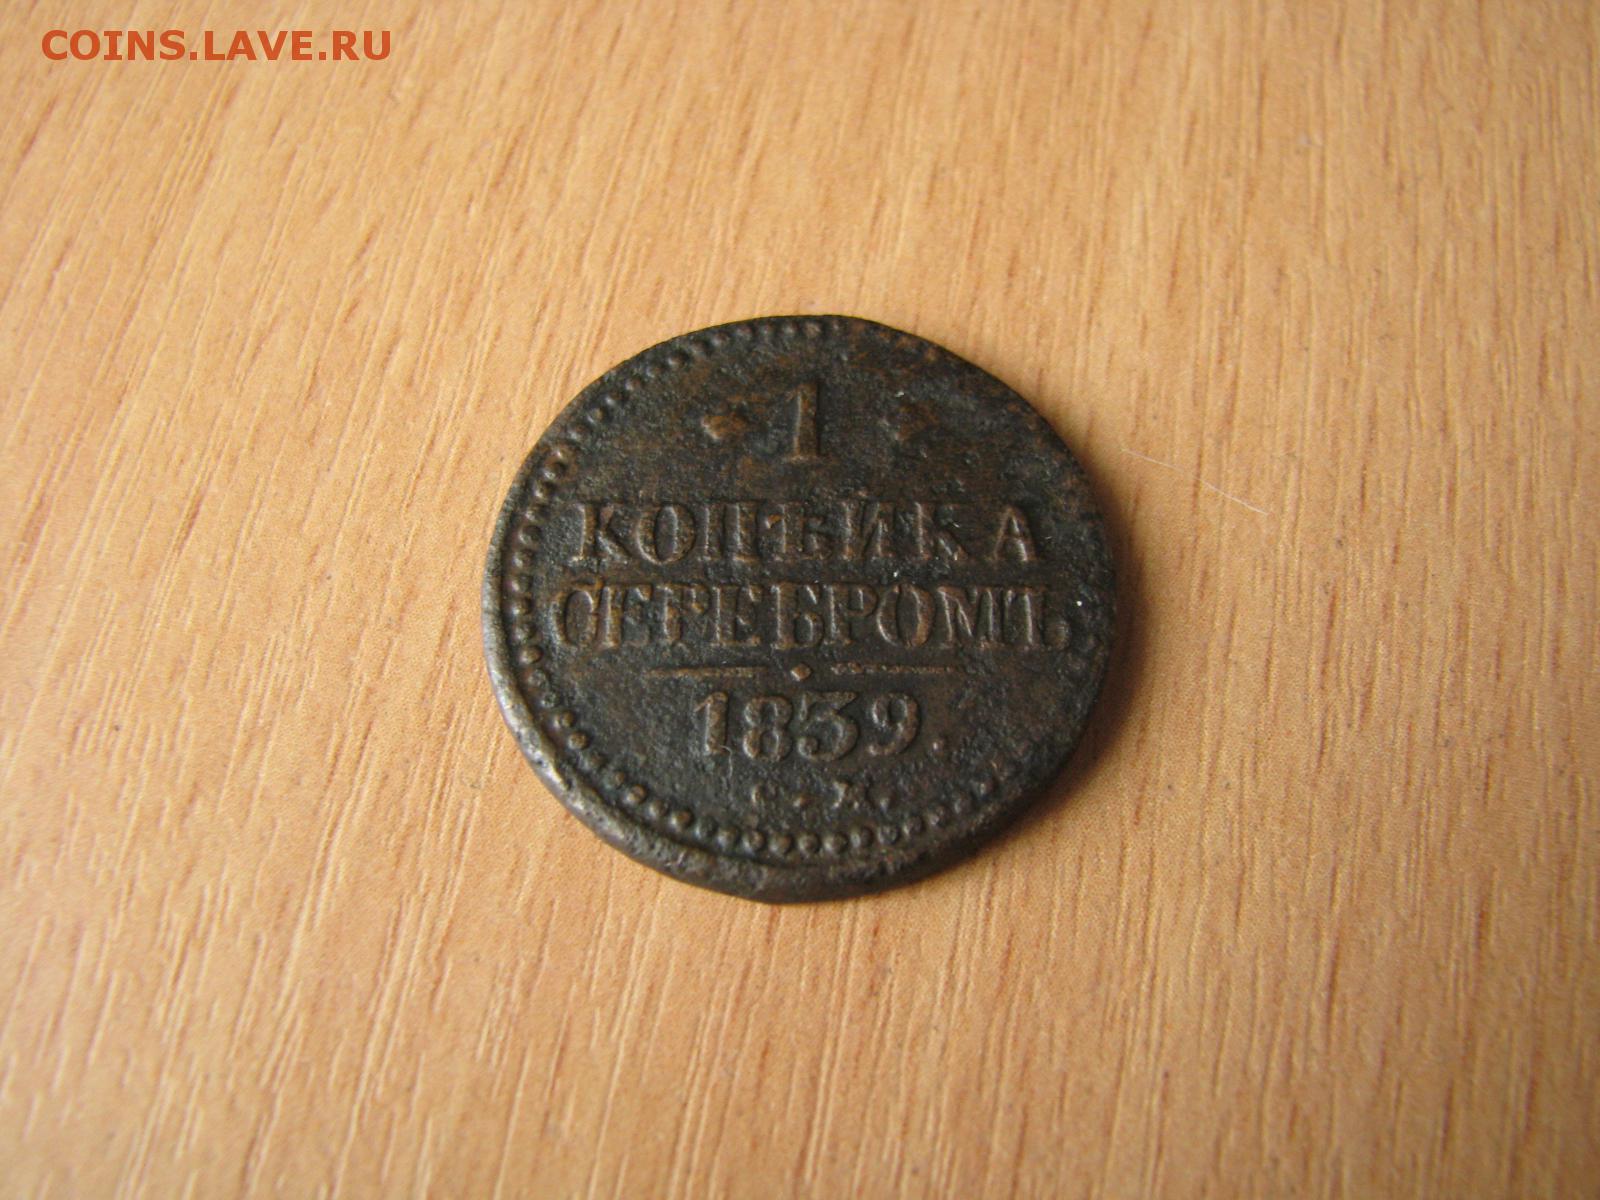 COINS.LAVE.RU
1
КОПѢЙКА
СЕРЕБРОМЪ
1839.
С.М.